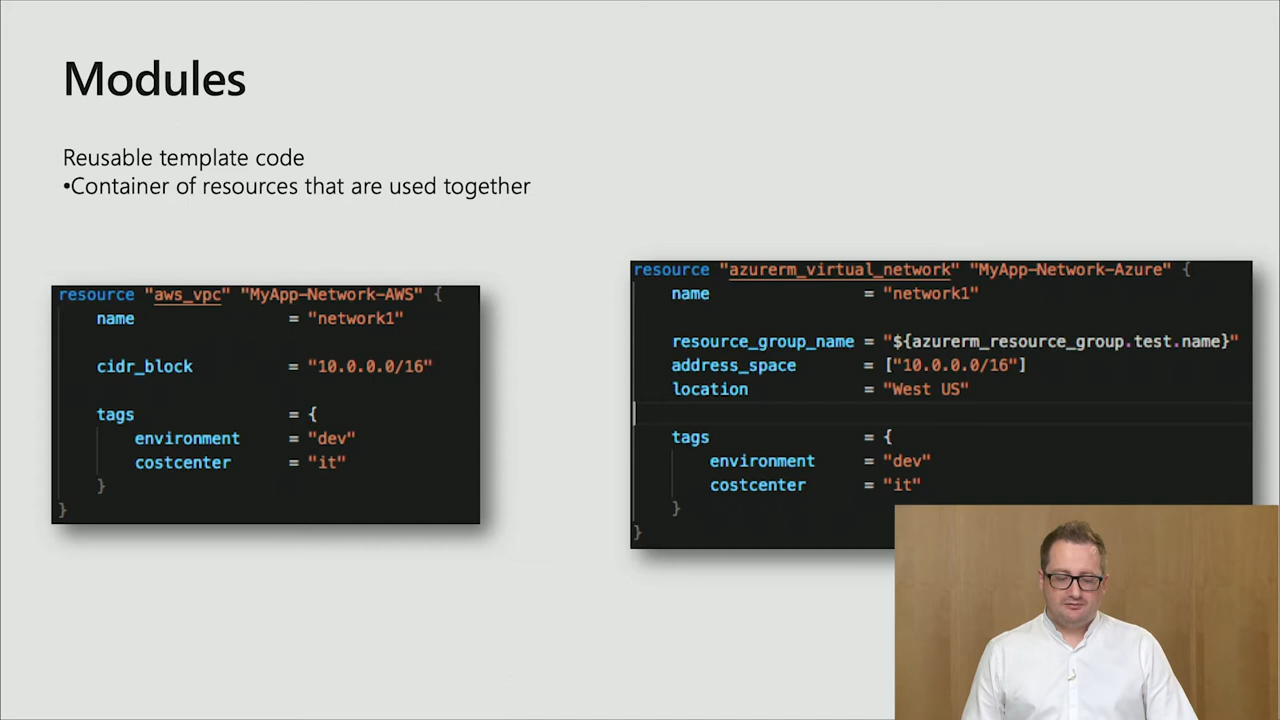 Modules
Reusable template code
•Container of resources that are used together
resource "aws_vpc" "MyApp-Network-AWS" {
name = "network1"
cidr_block = "10.0.0.0/16"
tags = {
environment = "dev"
costcenter = "it"
}
}
resource "azurerm_virtual_network" "MyApp-Network-Azure" {
name = "network1"
resource_group_name = "${azurerm_resource_group.test.name}"
address_space = ["10.0.0.0/16"]
location = "West US"
tags = {
environment = "dev"
costcenter = "it"
}
}